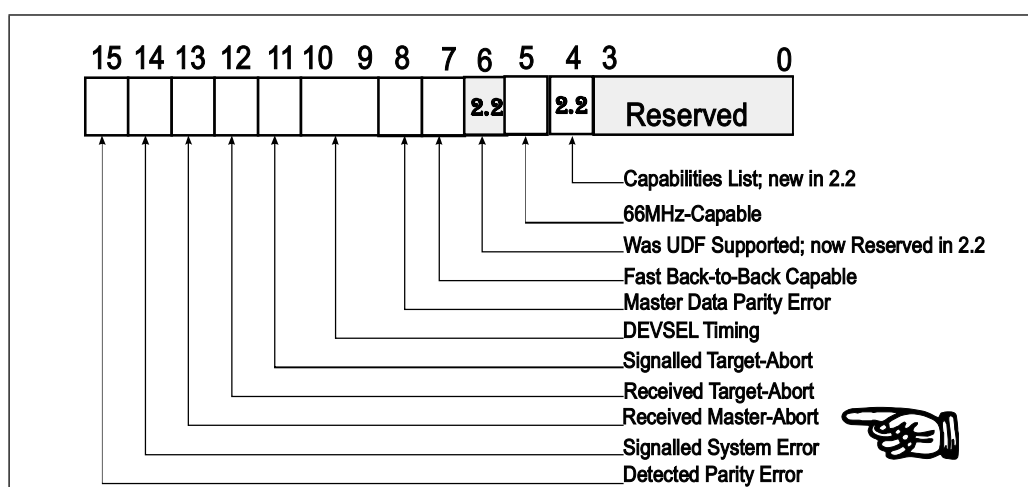 15 14 13 12 11 10 9 8 7 6 5 4 3 0
2.2 2.2 Reserved
Capabilities List; new in 2.2
66MHz-Capable
Was UDF Supported; now Reserved in 2.2
Fast Back-to-Back Capable
Master Data Parity Error
DEVSEL Timing
Signalled Target-Abort
Received Target-Abort
Received Master-Abort
Signalled System Error
Detected Parity Error